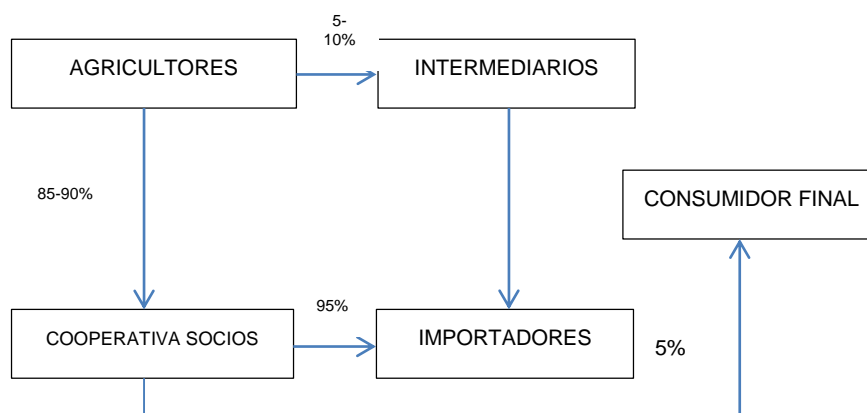 5-
10%
AGRICULTORES
INTERMEDIARIOS
85-90%
CONSUMIDOR FINAL
COOPERATIVA SOCIOS
95%
IMPORTADORES
5%